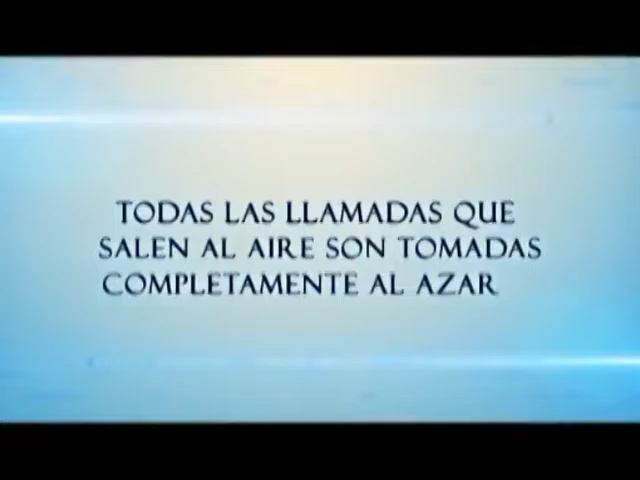 TODAS LAS LLAMADAS QUE
SALEN AL AIRE SON TOMADAS
COMPLETAMENTE AL AZAR